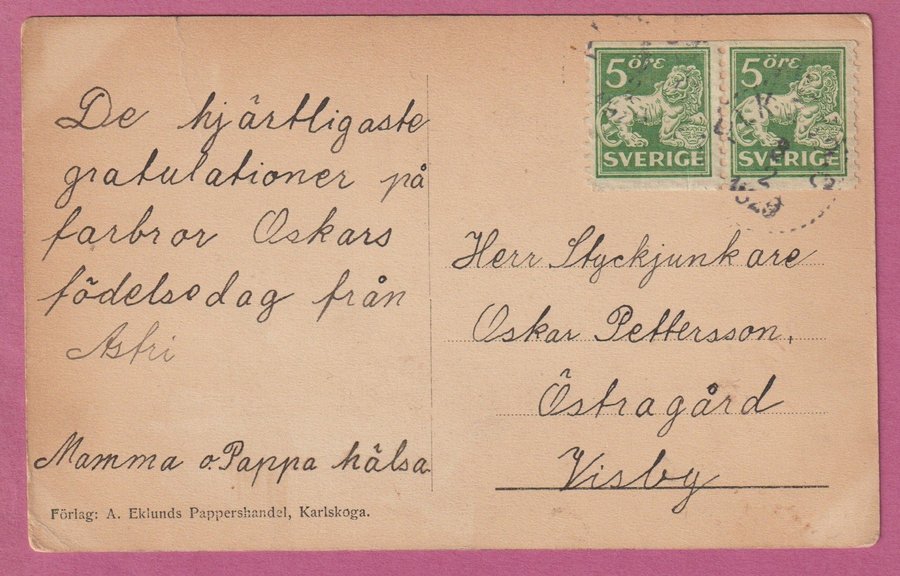 De hjärtligaste
gratulationer på
farbror Oskars
födelsedag från
Astri
Mamma o Pappa hälsa
Förlag: A. Eklunds Pappershandel, Karlskoga.
5 öre
SVERIGE
5 öre
SVERIGE
Herr Styckjunkare
Oskar Pettersson.
Östragård
Visby